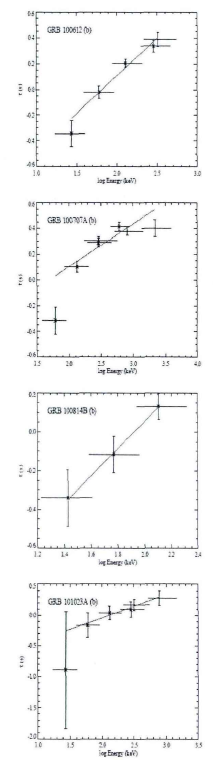 GRB 100612 (b)
τ (s)
0.6
0.4
0.2
0.0
-0.2
-0.4
-0.6
1.0 1.5 2.0 2.5 3.0
log Energy (keV)
GRB 100707A (b)
τ (s)
0.6
0.4
0.2
0.0
-0.2
-0.4
-0.6
1.5 2.0 2.5 3.0 3.5 4.0
log Energy (keV)
GRB 100814B (b)
τ (s)
0.2
0.0
-0.2
-0.4
-0.6
1.2 1.4 1.6 1.8 2.0 2.2 2.4
log Energy (keV)
GRB 101023A (b)
τ (s)
0.5
0.0
-0.5
-1.0
-1.5
-2.0
1.0 1.5 2.0 2.5 3.0 3.5
log Energy (keV)